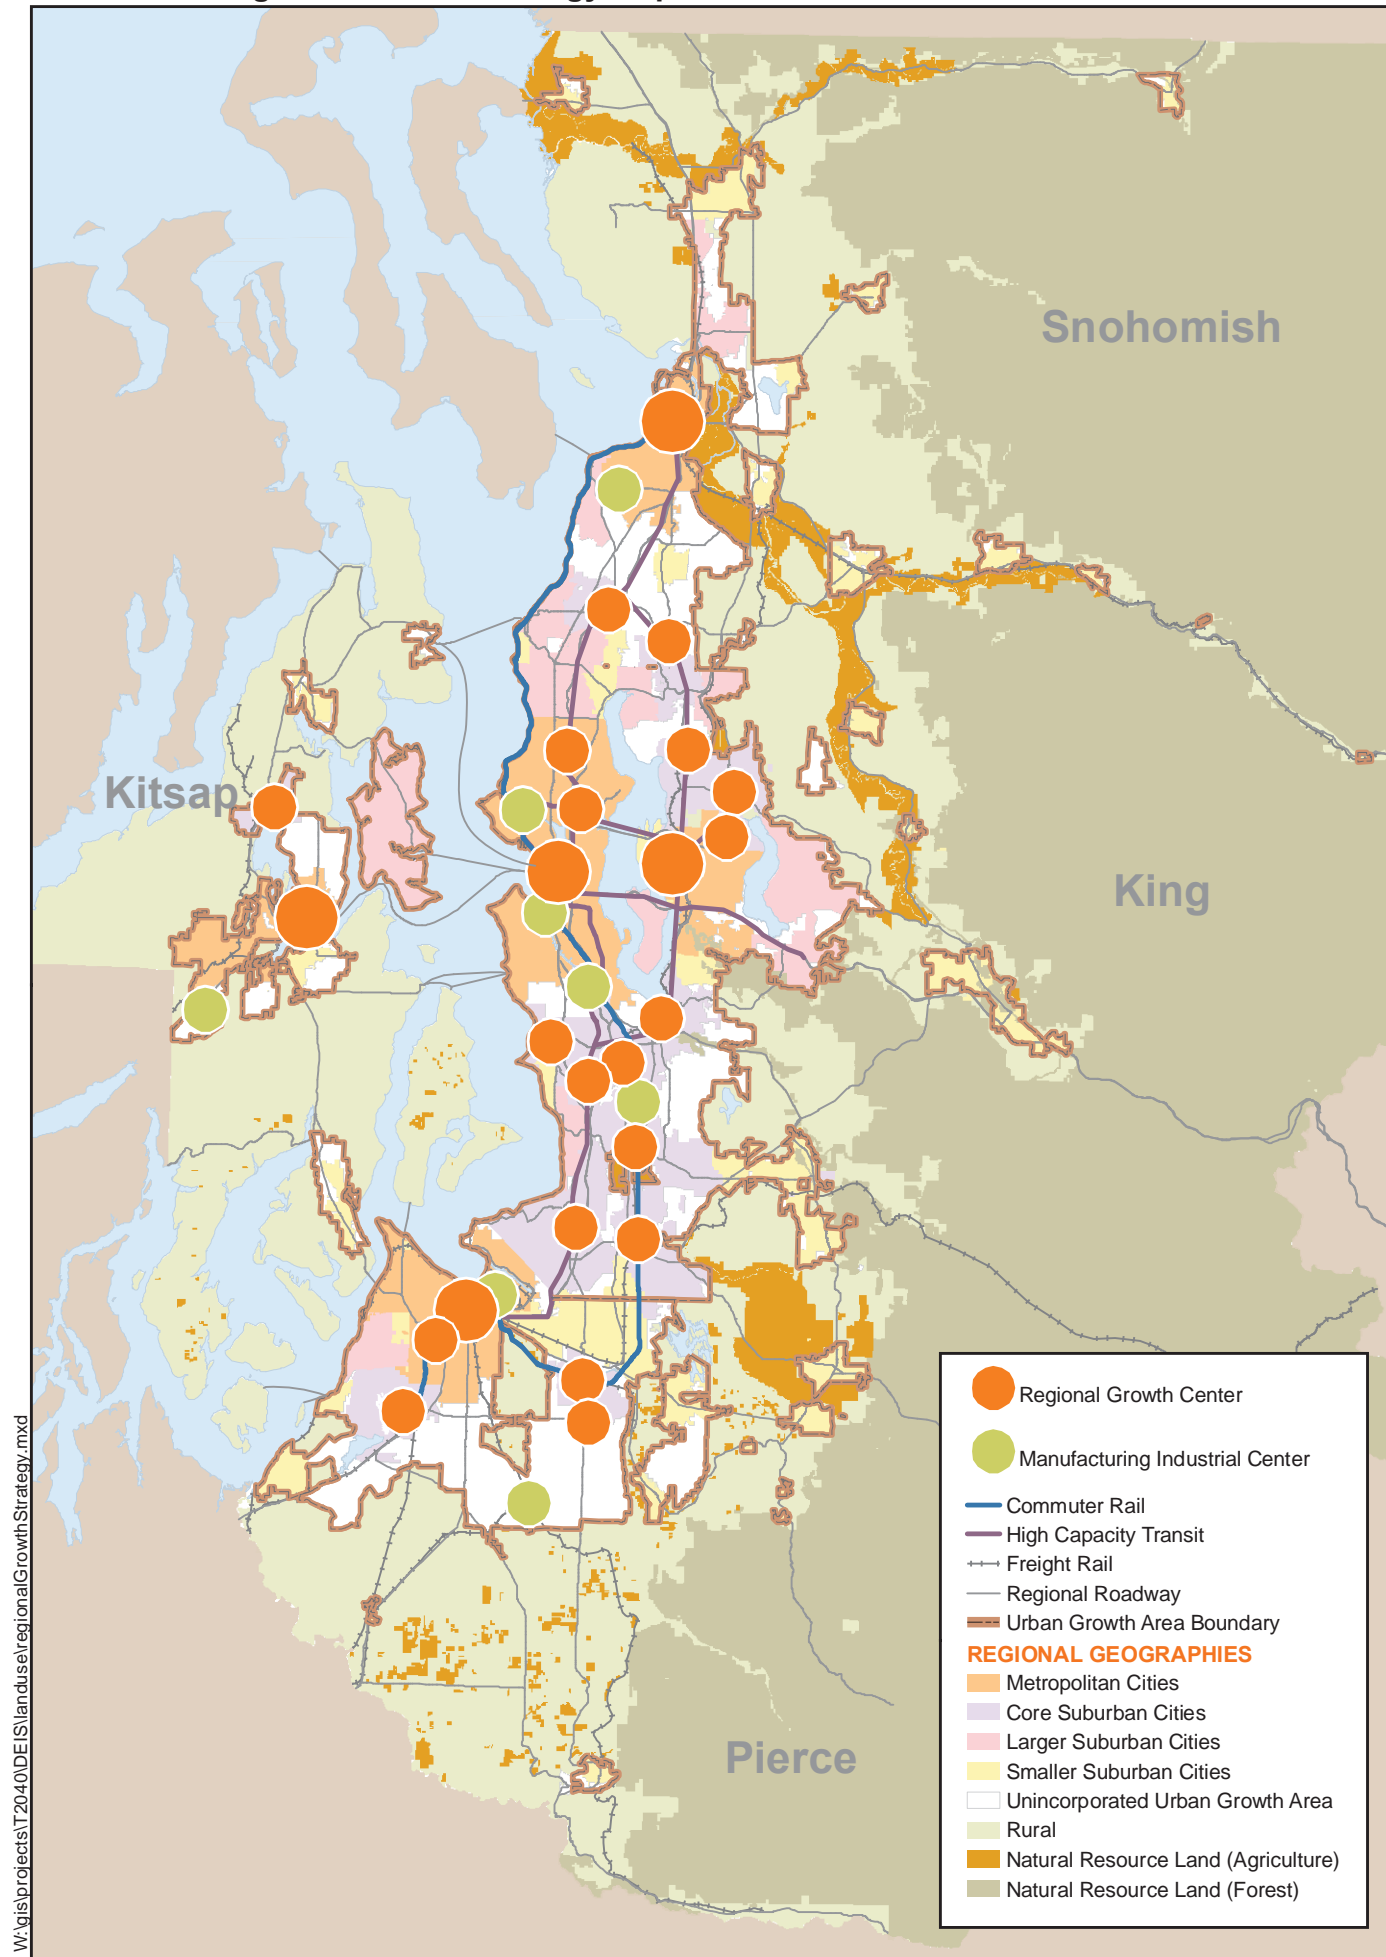 Snohomish
Kitsap
King
Pierce
Regional Growth Center
Manufacturing Industrial Center
Commuter Rail
High Capacity Transit
Freight Rail
Regional Roadway
Urban Growth Area Boundary
REGIONAL GEOGRAPHIES
Metropolitan Cities
Core Suburban Cities
Larger Suburban Cities
Smaller Suburban Cities
Unincorporated Urban Growth Area
Rural
Natural Resource Land (Agriculture)
Natural Resource Land (Forest)
W:\gis\projects\T2040\DEIS\landuse\regionalGrowthStrategy.mxd